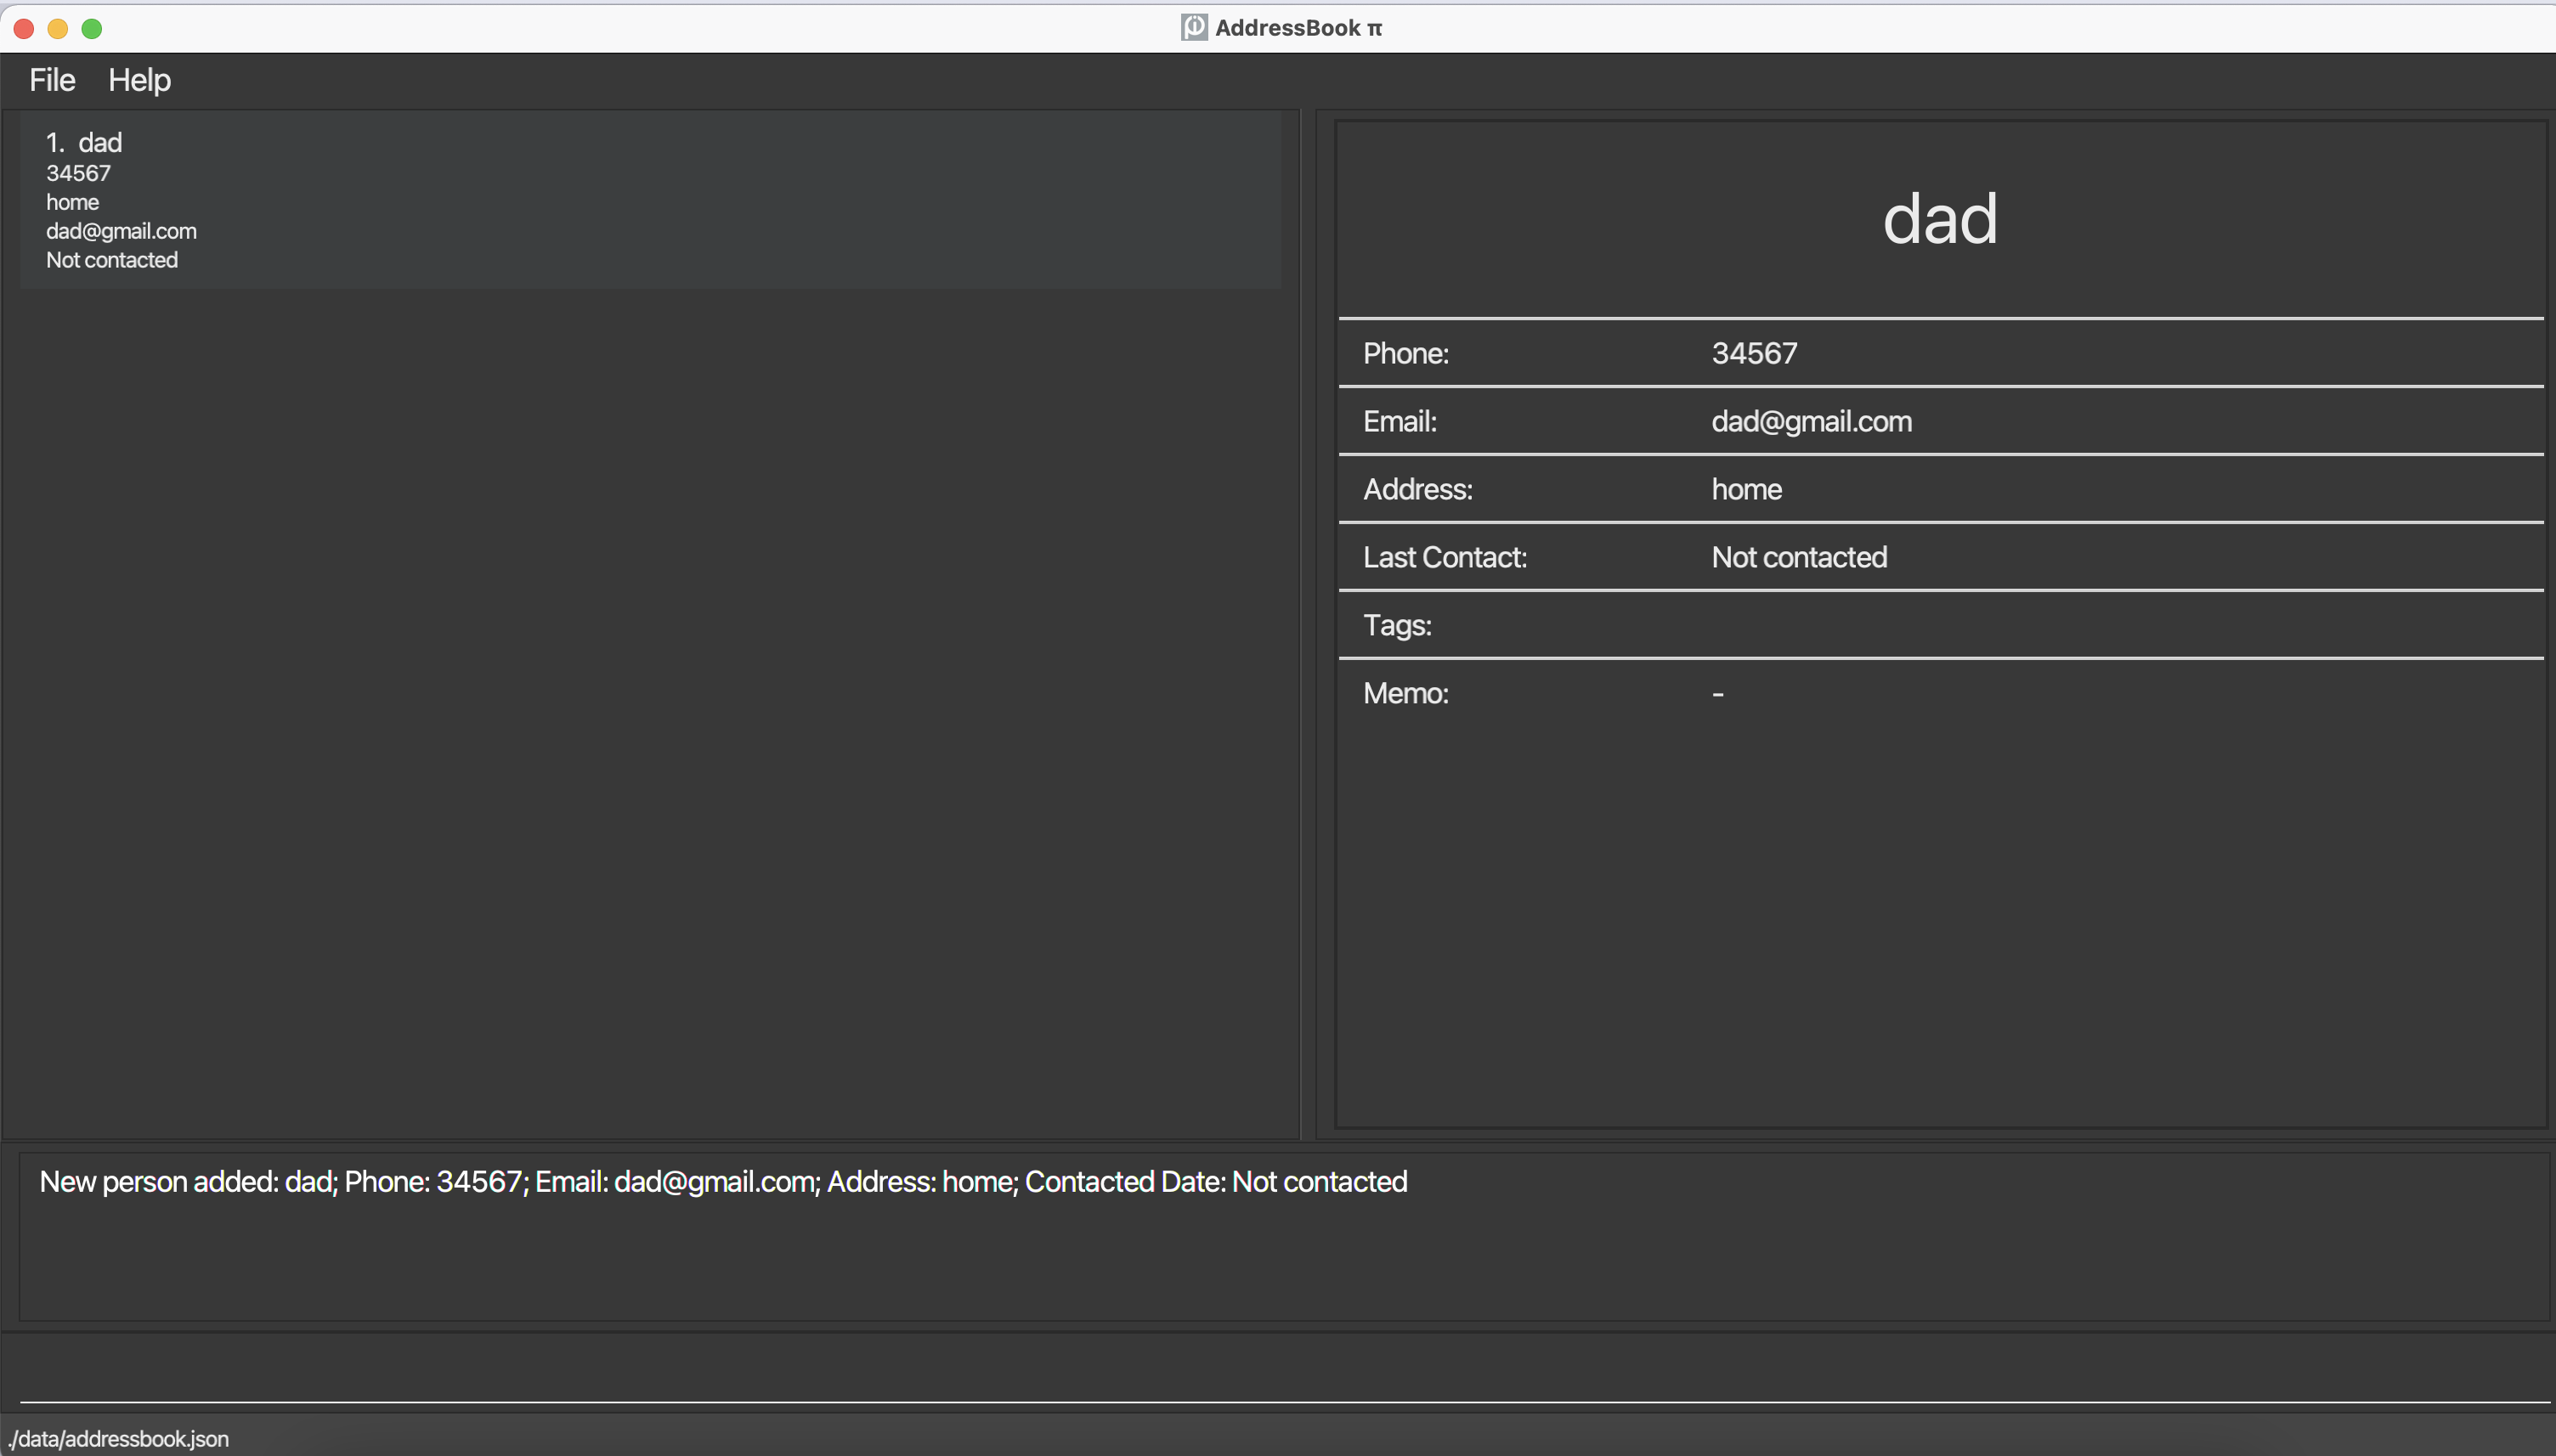 AddressBook π
File Help
1. dad
34567
home
dad@gmail.com
Not contacted
dad
Phone: 34567
Email: dad@gmail.com
Address: home
Last Contact: Not contacted
Tags:
Memo: -
New person added: dad; Phone: 34567; Email: dad@gmail.com; Address: home; Contacted Date: Not contacted
./data/addressbook.json